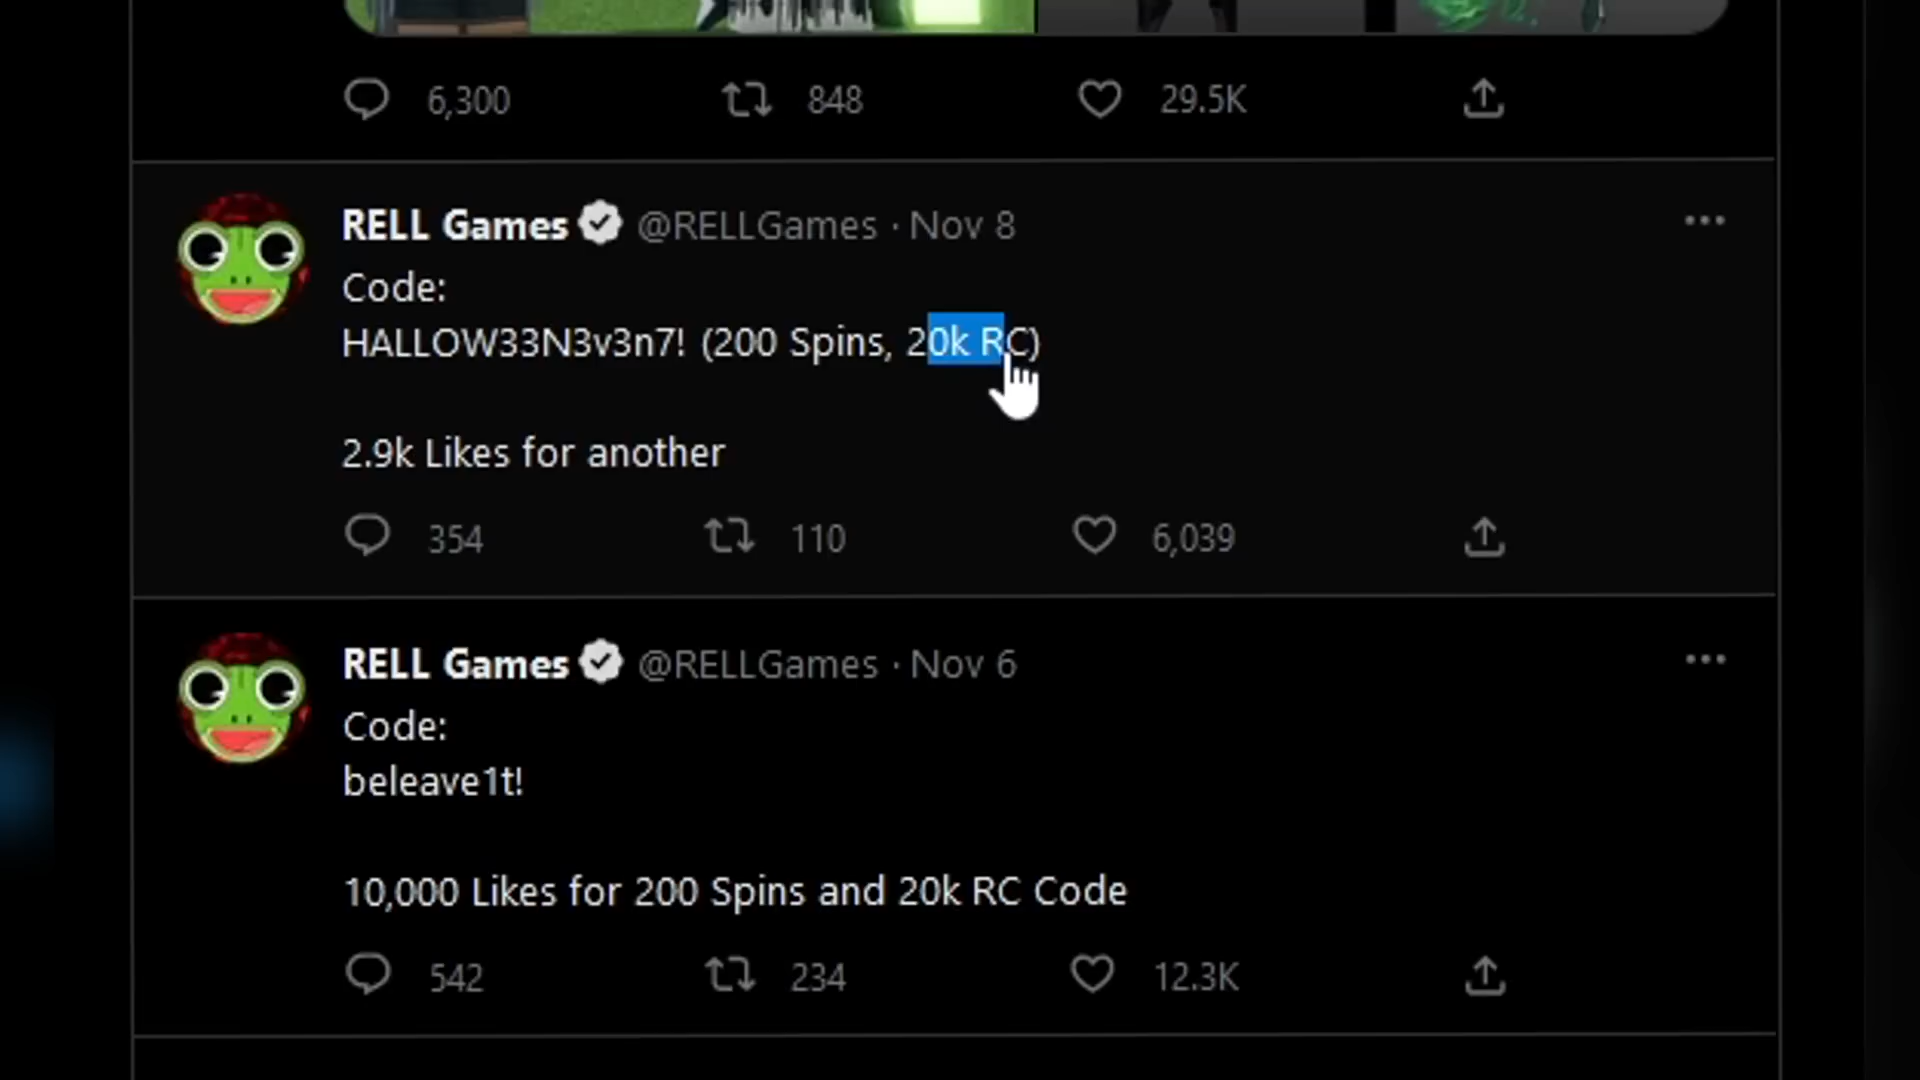 6,300 848 29.5K
RELL Games @RELLGames · Nov 8
Code:
HALLOW33N3v3n7! (200 Spins, 20k RC)
2.9k Likes for another
354 110 6,039
RELL Games @RELLGames · Nov 6
Code:
beleave1t!
10,000 Likes for 200 Spins and 20k RC Code
542 234 12.3K